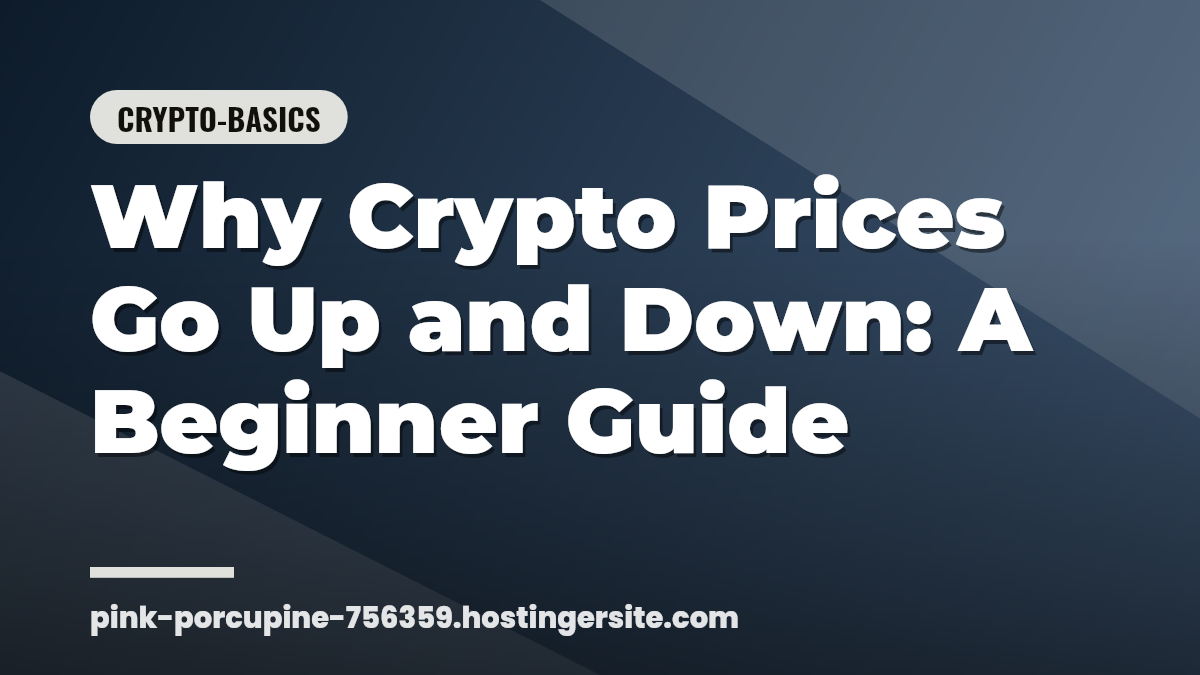 CRYPTO-BASICS
Why Crypto Prices
Go Up and Down: A
Beginner Guide
pink-porcupine-756359.hostingersite.com